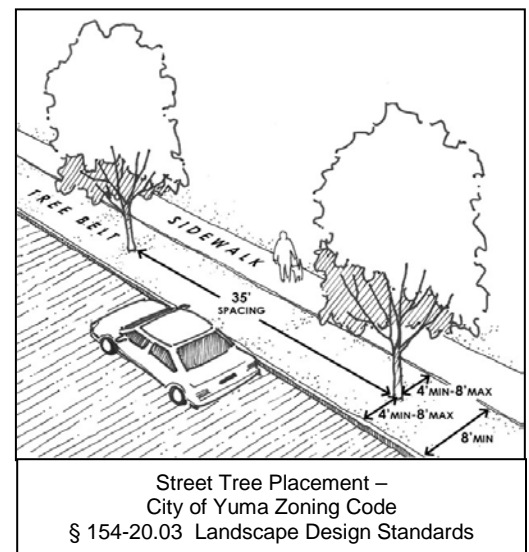 TREE BELT
SIDEWALK
35'
SPACING
4'MIN-8'MAX
4'MIN-8'MAX
8'MIN
Street Tree Placement –
City of Yuma Zoning Code
§ 154-20.03 Landscape Design Standards